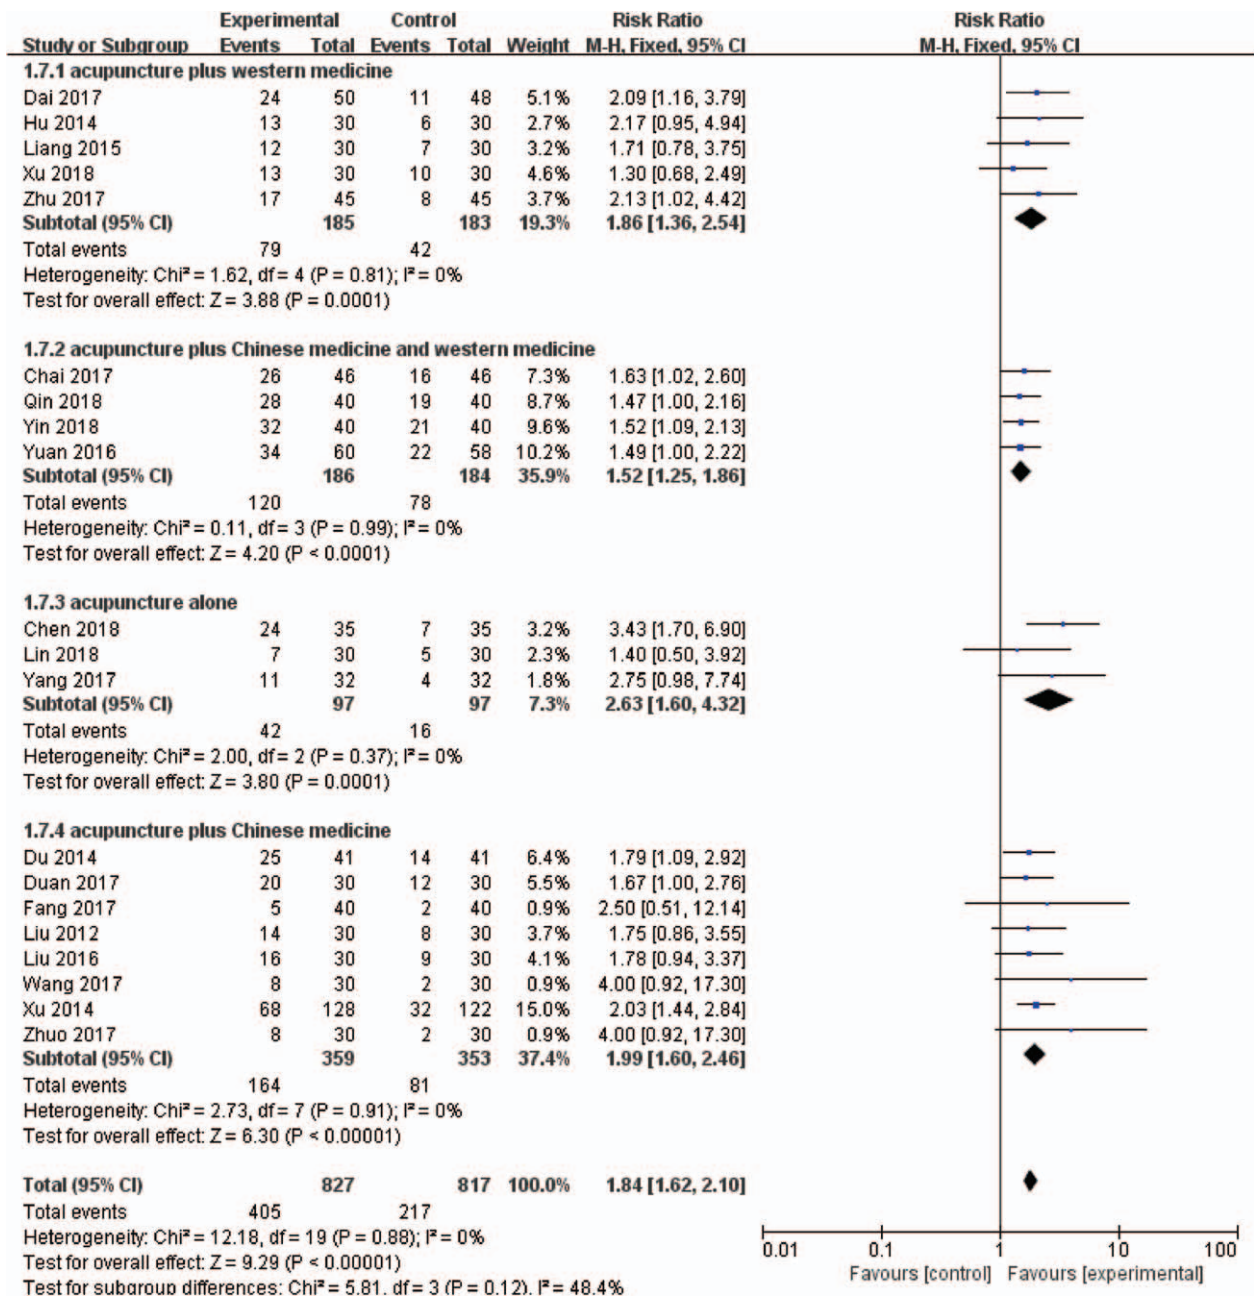 Experimental Control Risk Ratio Risk Ratio
Study or Subgroup Events Total Events Total Weight M-H, Fixed, 95% CI M-H, Fixed, 95% CI
1.7.1 acupuncture plus western medicine
Dai 2017 24 50 11 48 5.1% 2.09 [1.16, 3.79]
Hu 2014 13 30 6 30 2.7% 2.17 [0.95, 4.94]
Liang 2015 12 30 7 30 3.2% 1.71 [0.78, 3.75]
Xu 2018 13 30 10 30 4.6% 1.30 [0.68, 2.49]
Zhu 2017 17 45 8 45 3.7% 2.13 [1.02, 4.42]
Subtotal (95% CI) 185 183 19.3% 1.86 [1.36, 2.54]
Total events 79 42
Heterogeneity: Chi² = 1.62, df = 4 (P = 0.81); I² = 0%
Test for overall effect: Z = 3.88 (P = 0.0001)
1.7.2 acupuncture plus Chinese medicine and western medicine
Chai 2017 26 46 16 46 7.3% 1.63 [1.02, 2.60]
Qin 2018 28 40 19 40 8.7% 1.47 [1.00, 2.16]
Yin 2018 32 40 21 40 9.6% 1.52 [1.09, 2.13]
Yuan 2016 34 60 22 58 10.2% 1.49 [1.00, 2.22]
Subtotal (95% CI) 186 184 35.9% 1.52 [1.25, 1.86]
Total events 120 78
Heterogeneity: Chi² = 0.11, df = 3 (P = 0.99); I² = 0%
Test for overall effect: Z = 4.20 (P < 0.0001)
1.7.3 acupuncture alone
Chen 2018 24 35 7 35 3.2% 3.43 [1.70, 6.90]
Lin 2018 7 30 5 30 2.3% 1.40 [0.50, 3.92]
Yang 2017 11 32 4 32 1.8% 2.75 [0.98, 7.74]
Subtotal (95% CI) 97 97 7.3% 2.63 [1.60, 4.32]
Total events 42 16
Heterogeneity: Chi² = 2.00, df = 2 (P = 0.37); I² = 0%
Test for overall effect: Z = 3.80 (P = 0.0001)
1.7.4 acupuncture plus Chinese medicine
Du 2014 25 41 14 41 6.4% 1.79 [1.09, 2.92]
Duan 2017 20 30 12 30 5.5% 1.67 [1.00, 2.76]
Fang 2017 5 40 2 40 0.9% 2.50 [0.51, 12.14]
Liu 2012 14 30 8 30 3.7% 1.75 [0.86, 3.55]
Liu 2016 16 30 9 30 4.1% 1.78 [0.94, 3.37]
Wang 2017 8 30 2 30 0.9% 4.00 [0.92, 17.30]
Xu 2014 68 128 32 122 15.0% 2.03 [1.44, 2.84]
Zhuo 2017 8 30 2 30 0.9% 4.00 [0.92, 17.30]
Subtotal (95% CI) 359 353 37.4% 1.99 [1.60, 2.46]
Total events 164 81
Heterogeneity: Chi² = 2.73, df = 7 (P = 0.91); I² = 0%
Test for overall effect: Z = 6.30 (P < 0.00001)
Total (95% CI) 827 817 100.0% 1.84 [1.62, 2.10]
Total events 405 217
Heterogeneity: Chi² = 12.18, df = 19 (P = 0.88); I² = 0%
Test for overall effect: Z = 9.29 (P < 0.00001)
Test for subgroup differences: Chi² = 5.81, df = 3 (P = 0.12), I² = 48.4%
0.01 0.1 1 10 100
Favours [control] Favours [experimental]